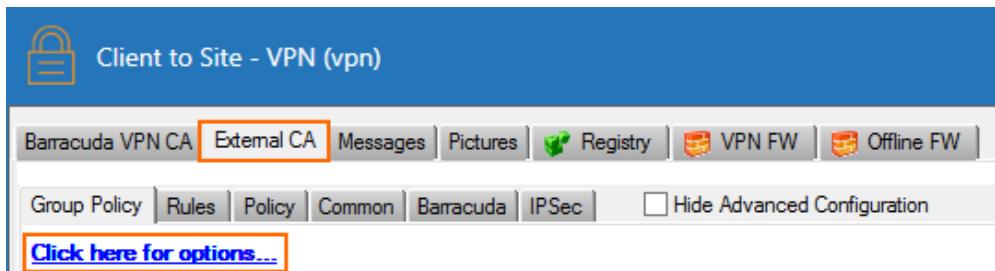 Client to Site - VPN (vpn)
Barracuda VPN CA External CA Messages Pictures Registry VPN FW Offline FW
Group Policy Rules Policy Common Barracuda IPSec Hide Advanced Configuration
Click here for options...